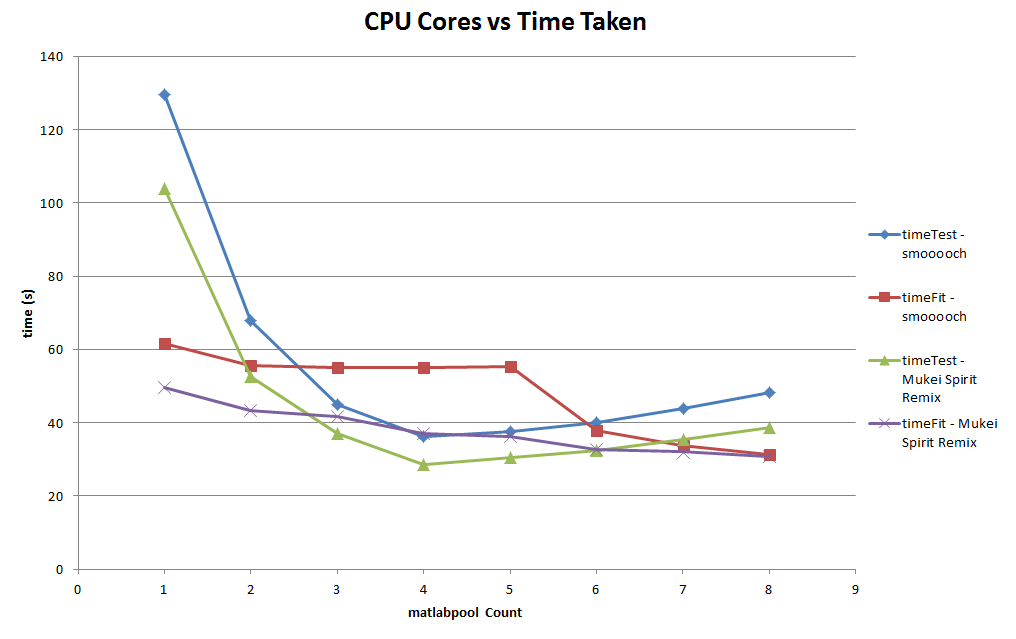 CPU Cores vs Time Taken
140
120
100
80
60
40
20
0
time (s)
0 1 2 3 4 5 6 7 8 9
matlabpool Count
timeTest -
smooooch
timeFit -
smooooch
timeTest -
Mukei Spirit
Remix
timeFit - Mukei
Spirit Remix